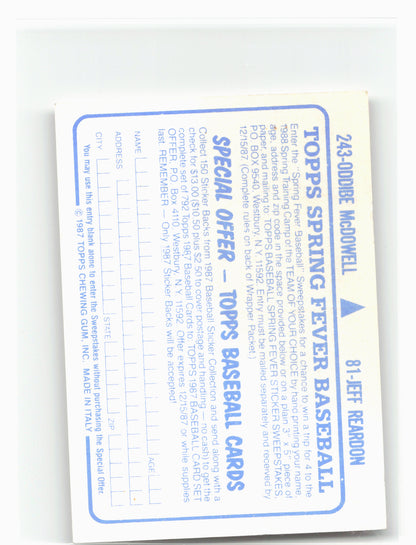 243-ODDIBE McDOWELL 81-JEFF REARDON
TOPPS SPRING FEVER BASEBALL
Enter the "Spring Fever Baseball" Sweepstakes for a chance to win a trip for 4 to the
1988 Spring Training Camp of the TEAM OF YOUR CHOICE by hand printing your name,
age, address and zip code in the space provided below or on a plain 3" x 5" piece of
paper, and mailing to: TOPPS BASEBALL SPRING FEVER STICKER SWEEPSTAKES,
P.O. BOX 9540, Westbury, N.Y. 11592. Entry must be mailed separately and received by
12/15/87 (Complete rules on back of Wrapper Packet.)
SPECIAL OFFER — TOPPS BASEBALL CARDS
Collect 150 Sticker Backs from 1987 Baseball Sticker Collection and send along with a
check for $13.00 ($10.50 plus $2.50 to cover postage and handling — no cash) to get the
complete set of 792 Topps 1987 Baseball Cards to: TOPPS 1987 BASEBALL CARD SET
OFFER, P.O. Box 4110, Westbury, N.Y. 11592. Offer expires 12/15/87 or while supplies
last. REMEMBER — Only 1987 Sticker Backs will be accepted!
NAME AGE
ADDRESS
CITY STATE ZIP
You may use this entry blank alone to enter the Sweepstakes without purchasing the Special Offer.
© 1987 TOPPS CHEWING GUM, INC. MADE IN ITALY